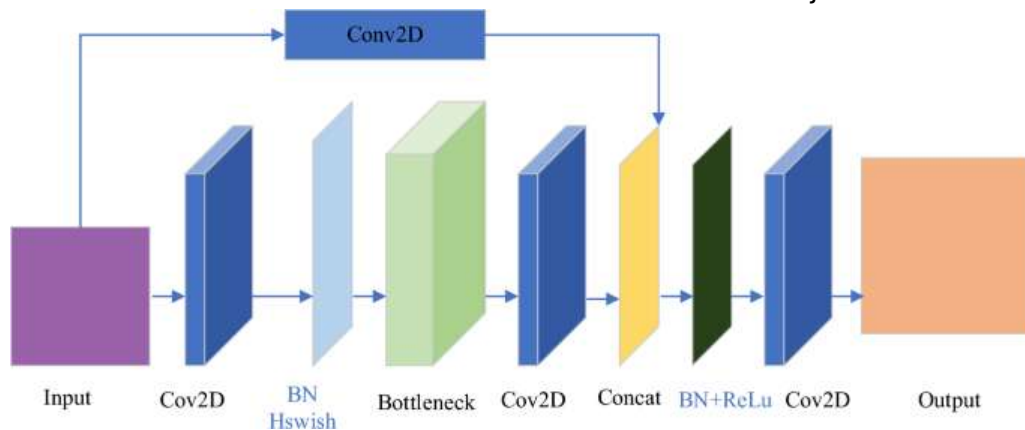 Conv2D
Input
Cov2D
BN
Hswish
Bottleneck
Cov2D
Concat
BN+ReLu
Cov2D
Output